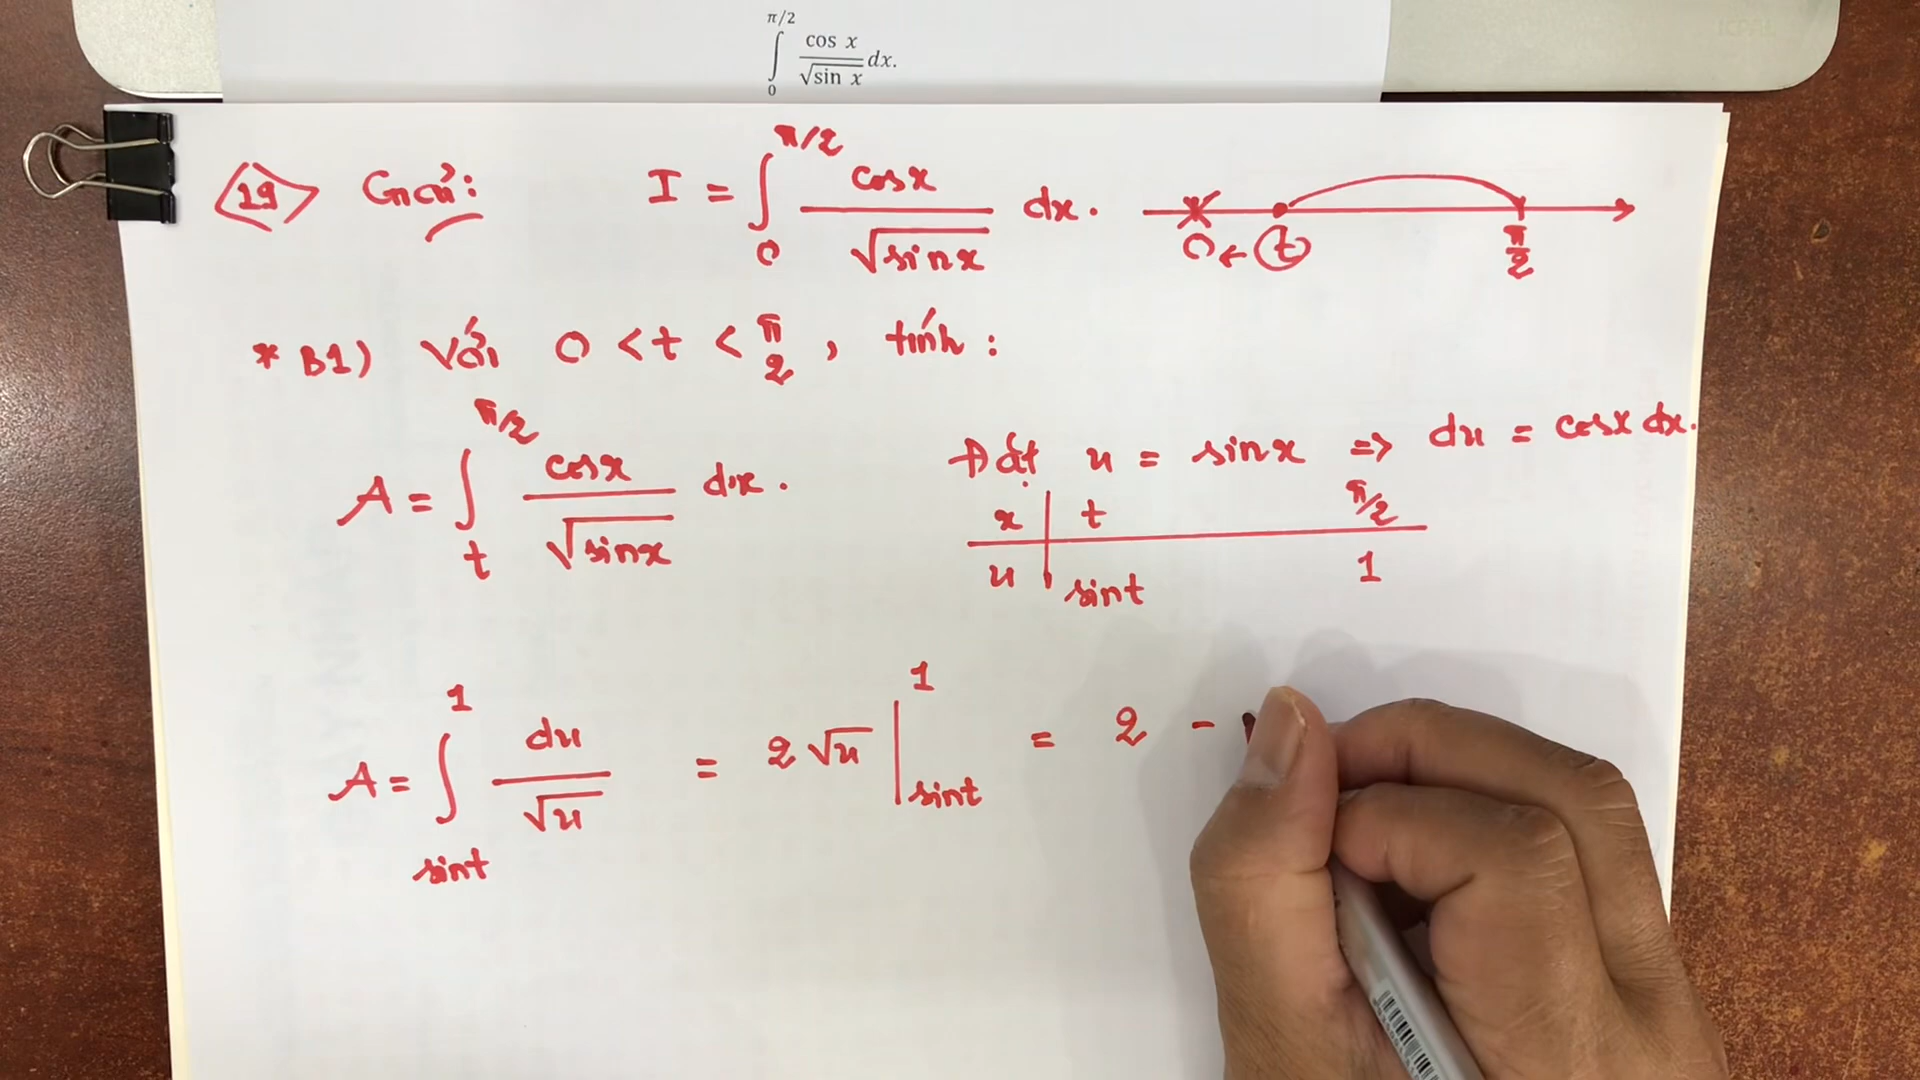 ∫₀^{π/2} cos x / √(sin x) dx.
19 Giải: I = ∫₀^{π/2} cosx / √(sinx) dx.
0 ← t π/2
* B1) Với 0 < t < π/2, tính:
A = ∫ₜ^{π/2} cosx / √(sinx) dx.
Đặt u = sinx => du = cosx dx.
x | t π/2
u | sint 1
A = ∫_{sint}^{1} du / √u = 2√u |_{sint}^{1} = 2 -